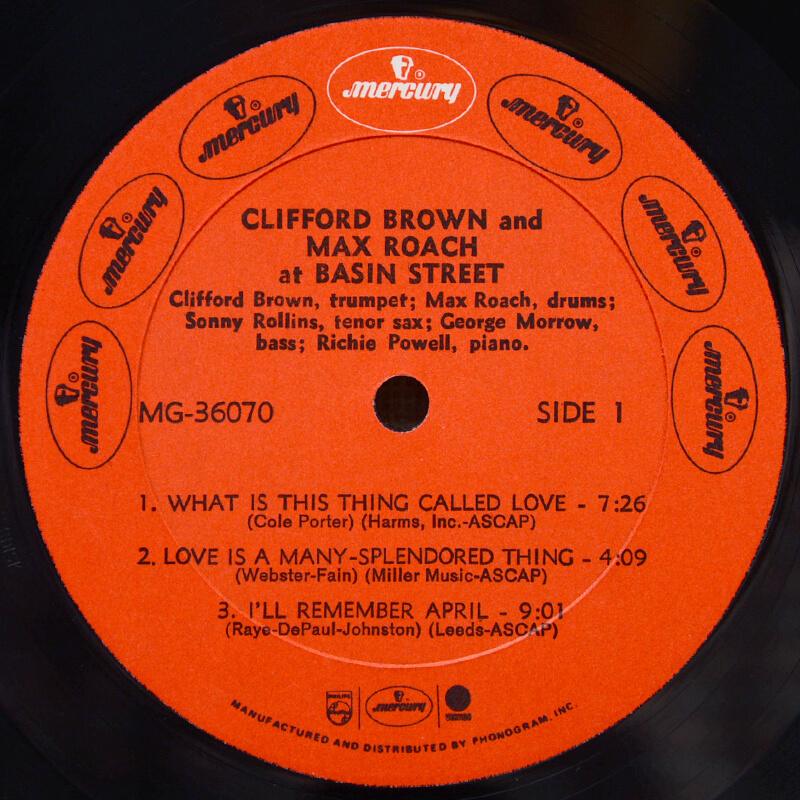 mercury
mercury
mercury
mercury
mercury
mercury
mercury
CLIFFORD BROWN and
MAX ROACH
at BASIN STREET
Clifford Brown, trumpet; Max Roach, drums;
Sonny Rollins, tenor sax; George Morrow,
bass; Richie Powell, piano.
MG-36070
SIDE 1
1. WHAT IS THIS THING CALLED LOVE - 7:26
(Cole Porter) (Harms, Inc.-ASCAP)
2. LOVE IS A MANY-SPLENDORED THING - 4:09
(Webster-Fain) (Miller Music-ASCAP)
3. I'LL REMEMBER APRIL - 9:01
(Raye-DePaul-Johnston) (Leeds-ASCAP)
PHILIPS
mercury
MANUFACTURED AND DISTRIBUTED BY PHONOGRAM, INC.